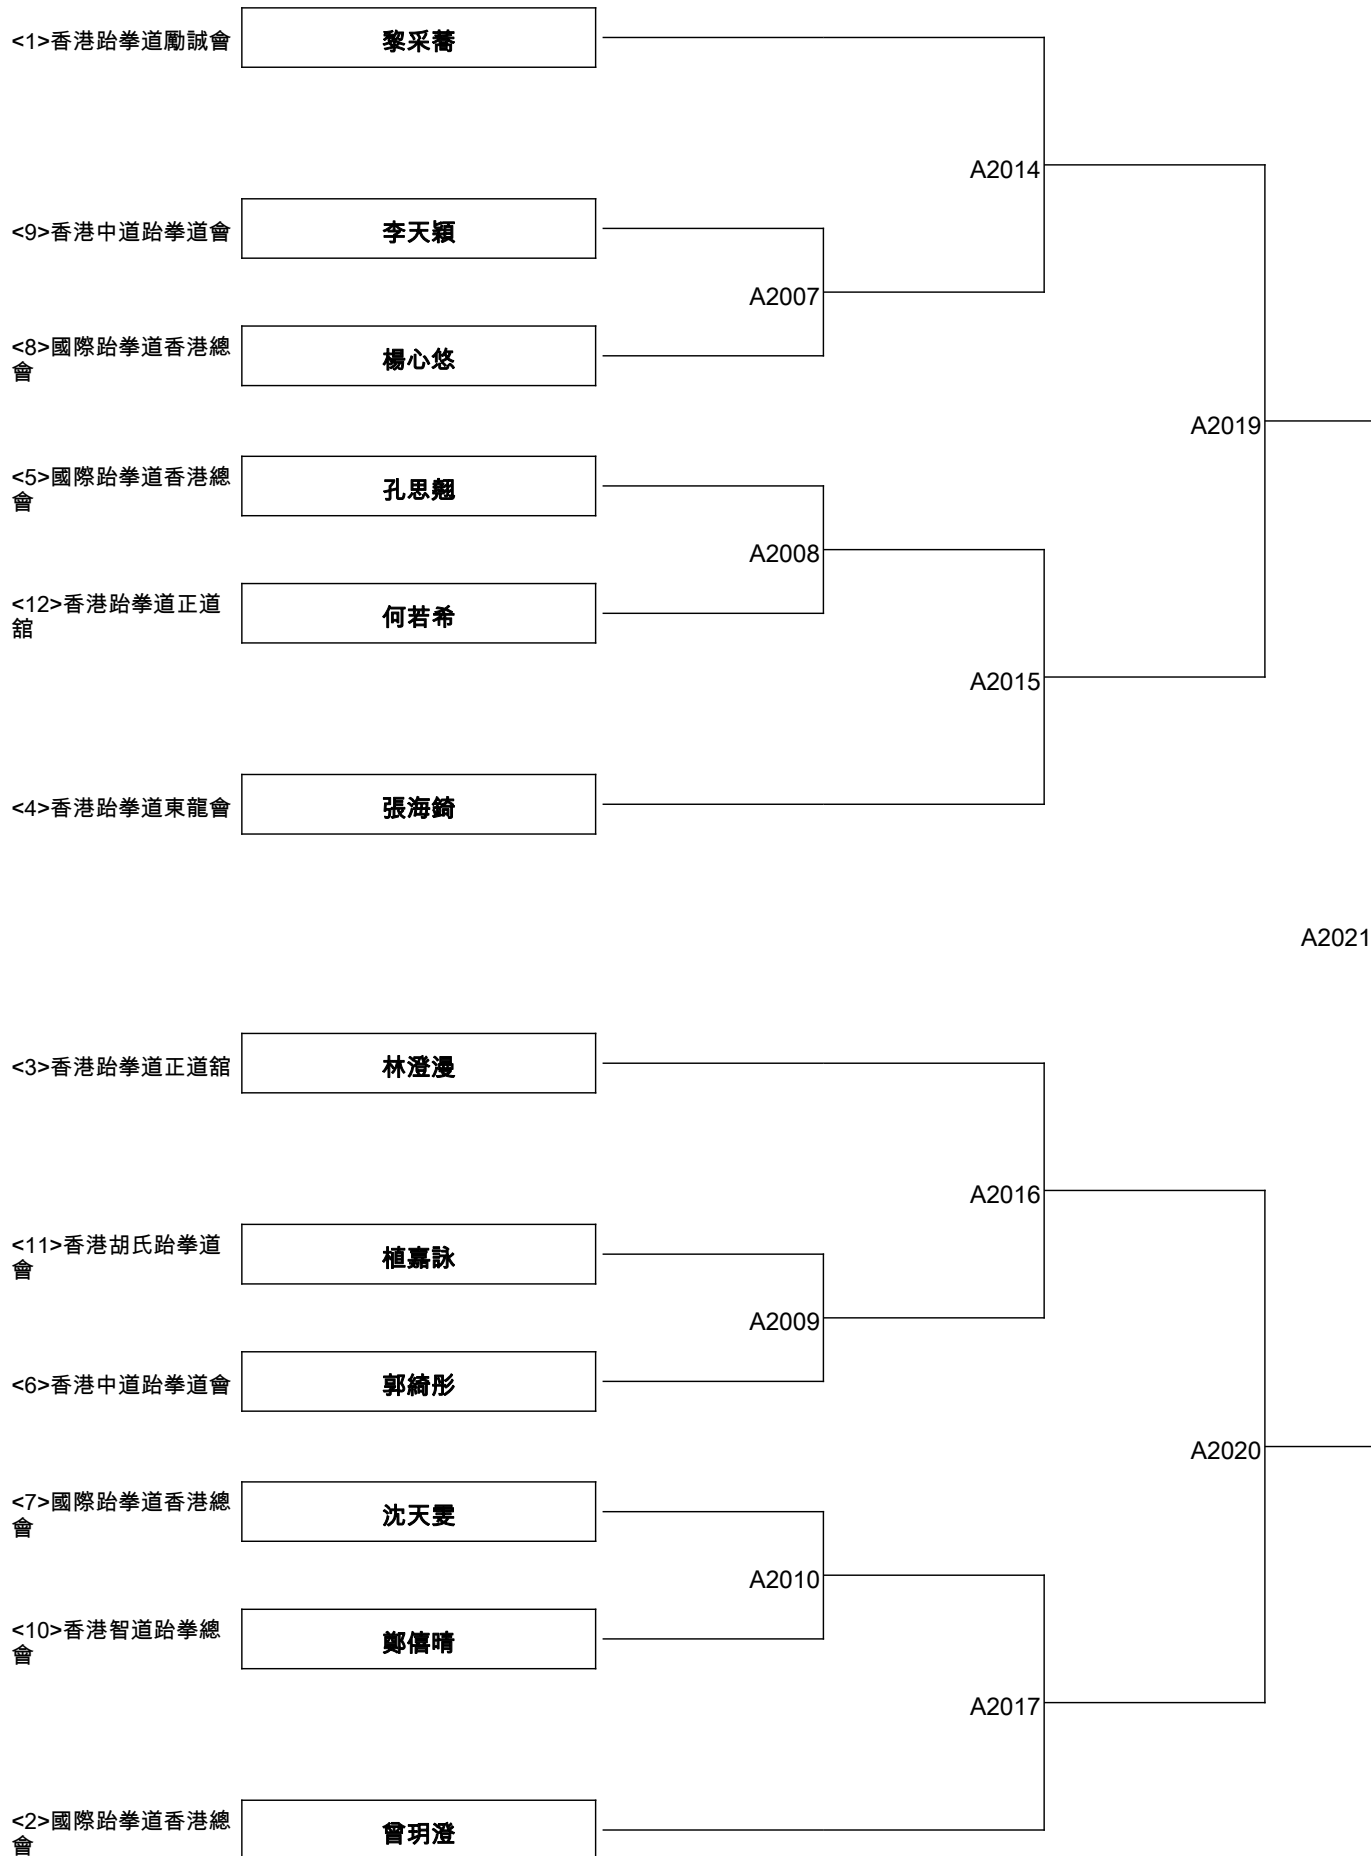 <1>香港跆拳道勵誠會
黎采蕎
A2014
<9>香港中道跆拳道會
李天穎
A2007
<8>國際跆拳道香港總
會
楊心悠
A2019
<5>國際跆拳道香港總
會
孔思翹
A2008
<12>香港跆拳道正道
舘
何若希
A2015
<4>香港跆拳道東龍會
張海錡
A2021
<3>香港跆拳道正道舘
林澄漫
A2016
<11>香港胡氏跆拳道
會
植嘉詠
A2009
<6>香港中道跆拳道會
郭綺彤
A2020
<7>國際跆拳道香港總
會
沈天雯
A2010
<10>香港智道跆拳總
會
鄭僖晴
A2017
<2>國際跆拳道香港總
會
曾玥澄